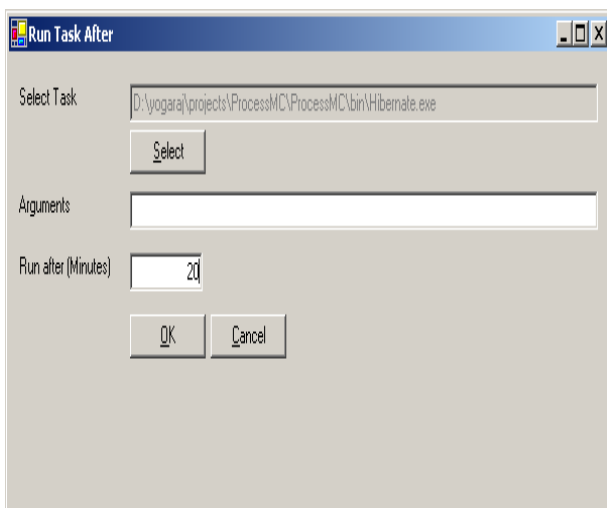 Run Task After
Select Task
D:\yogaraj\projects\ProcessMC\ProcessMC\bin\Hibernate.exe
Select
Arguments
Run after (Minutes)
20
OK
Cancel